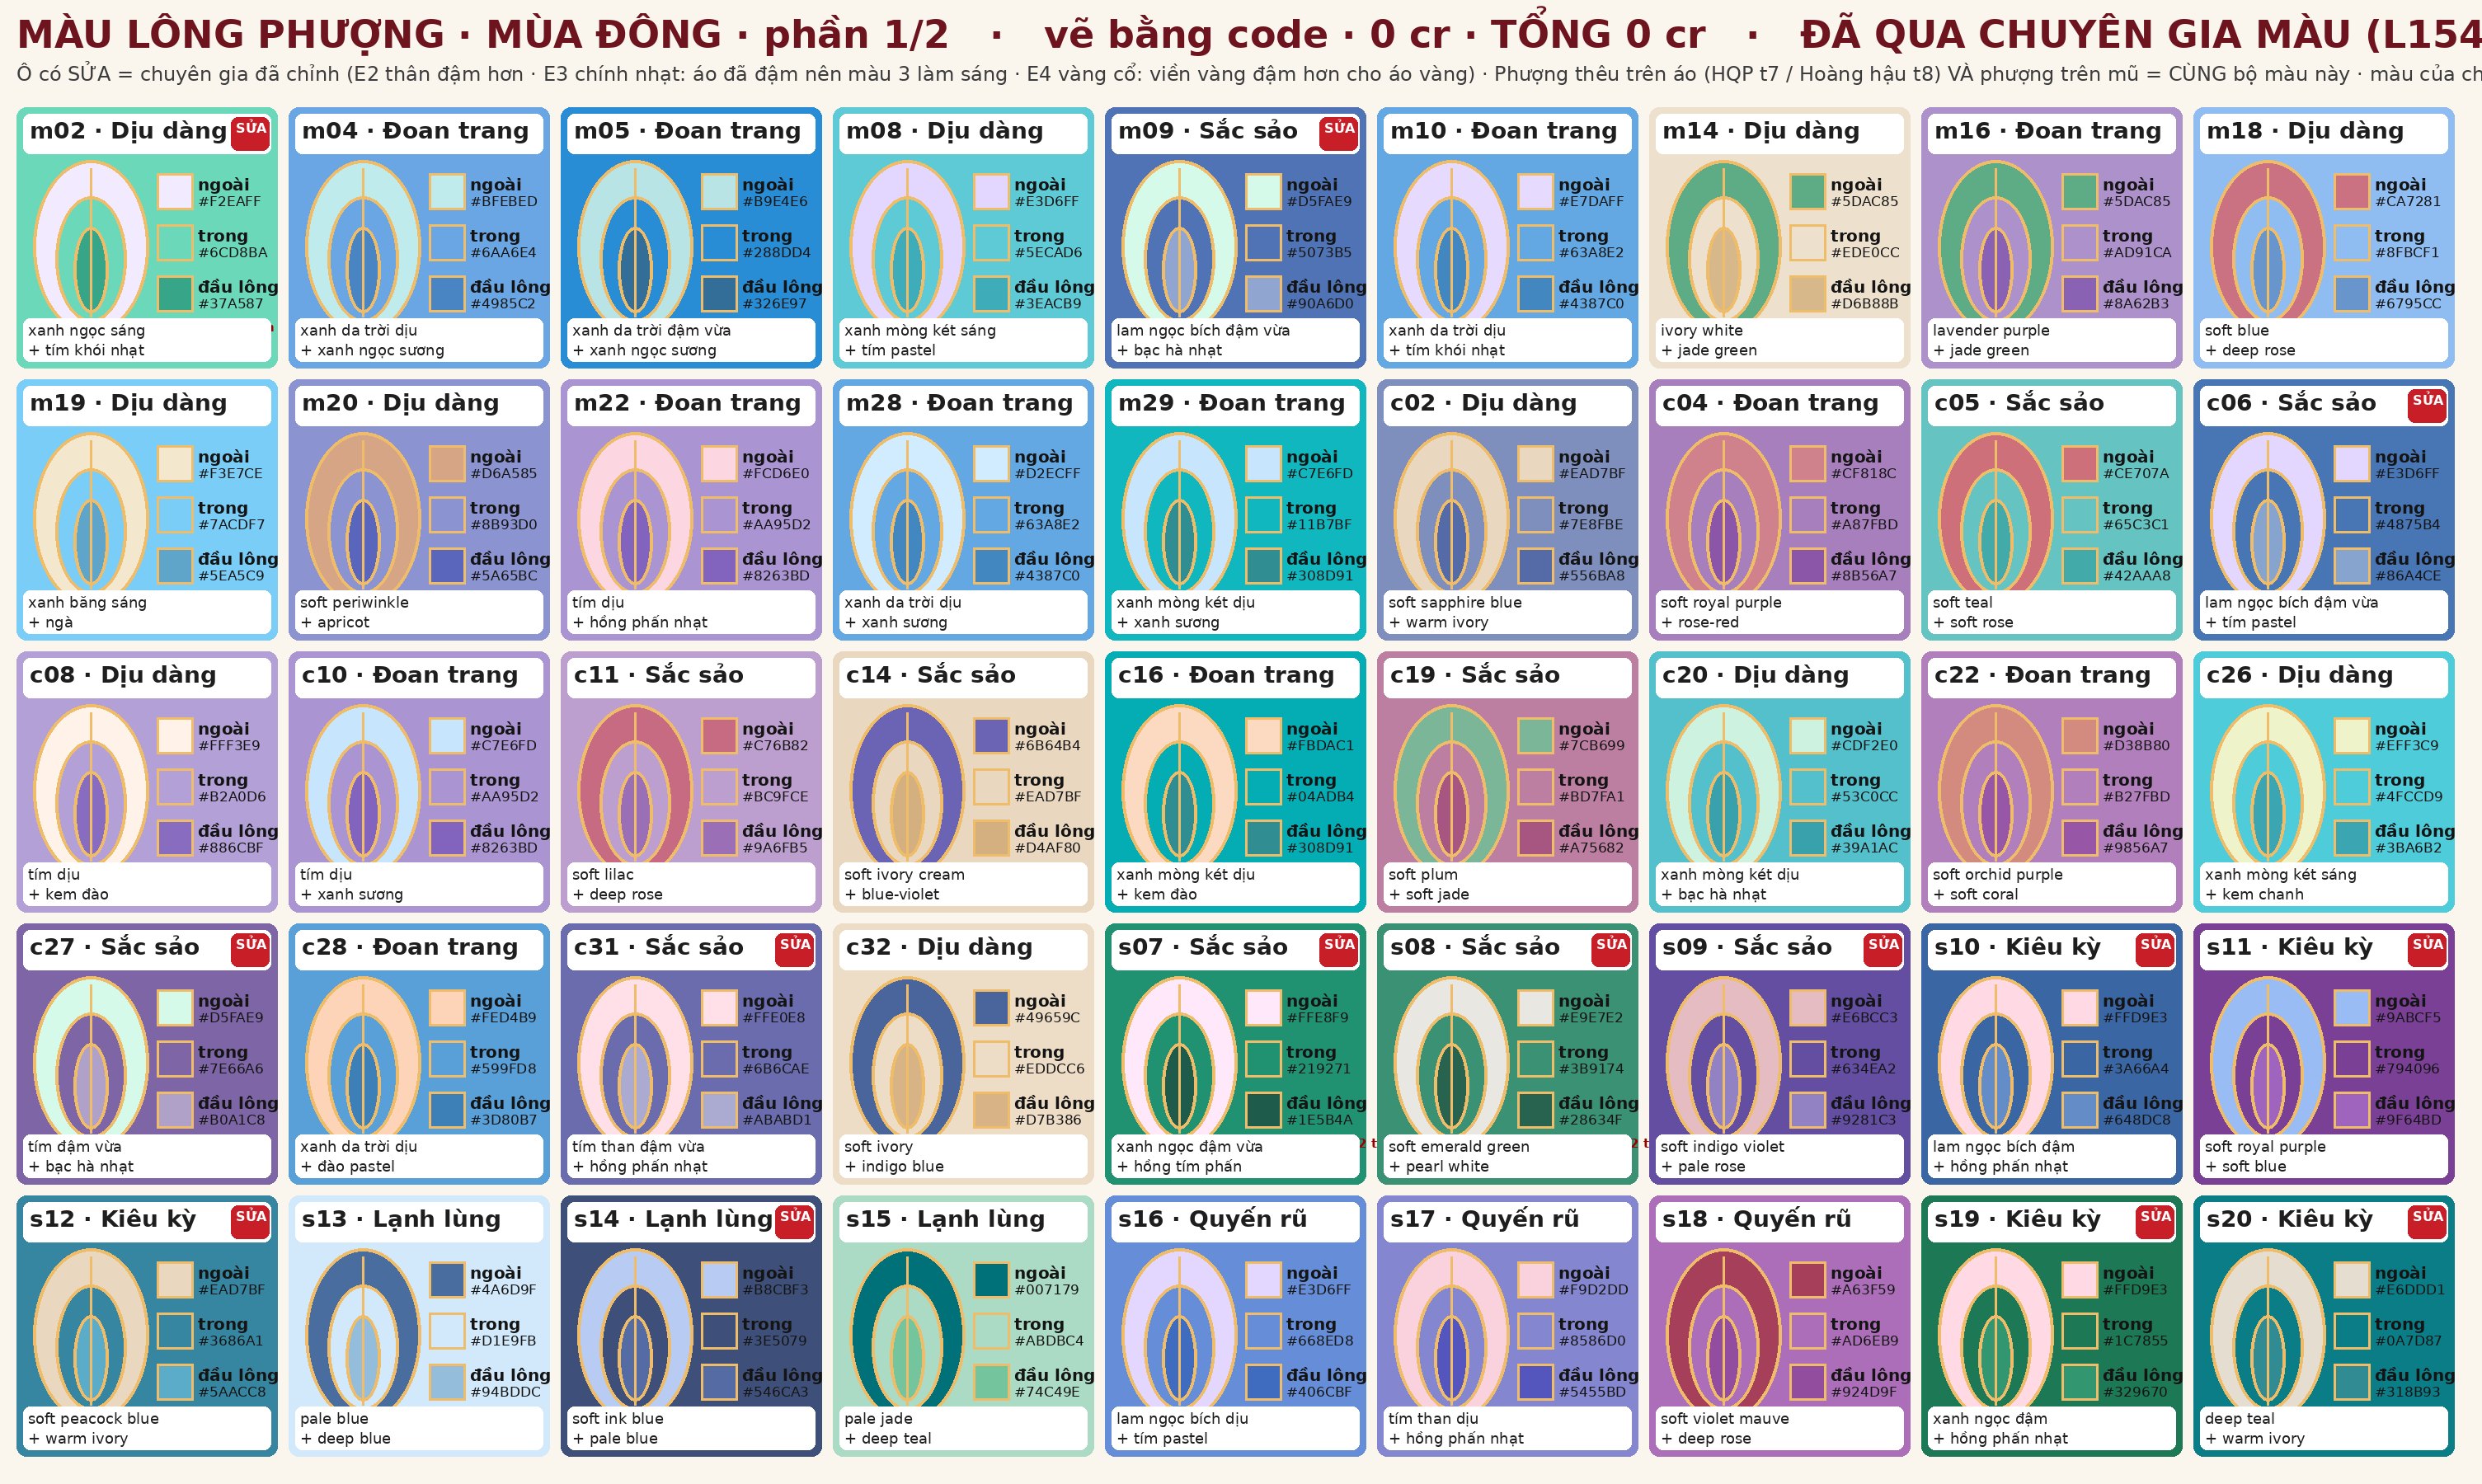 MÀU LÔNG PHƯỢNG · MÙA ĐÔNG · phần 1/2 · vẽ bằng code · 0 cr · TỔNG 0 cr · ĐÃ QUA CHUYÊN GIA MÀU (L154
Ô có SỬA = chuyên gia đã chỉnh (E2 thân đậm hơn · E3 chính nhạt: áo đã đậm nên màu 3 làm sáng · E4 vàng cổ: viền vàng đậm hơn cho áo vàng) · Phượng thêu trên áo (HQP t7 / Hoàng hậu t8) VÀ phượng trên mũ = CÙNG bộ màu này · màu của ch
m02 · Dịu dàng
SỬA
ngoài
#F2EAFF
trong
#6CD8BA
đầu lông
#37A587
xanh ngọc sáng
+ tím khói nhạt
m04 · Đoan trang
ngoài
#BFEBED
trong
#6AA6E4
đầu lông
#4985C2
xanh da trời dịu
+ xanh ngọc sương
m05 · Đoan trang
ngoài
#B9E4E6
trong
#288DD4
đầu lông
#326E97
xanh da trời đậm vừa
+ xanh ngọc sương
m08 · Dịu dàng
ngoài
#E3D6FF
trong
#5ECAD6
đầu lông
#3EACB9
xanh mòng két sáng
+ tím pastel
m09 · Sắc sảo
SỬA
ngoài
#D5FAE9
trong
#5073B5
đầu lông
#90A6D0
lam ngọc bích đậm vừa
+ bạc hà nhạt
m10 · Đoan trang
ngoài
#E7DAFF
trong
#63A8E2
đầu lông
#4387C0
xanh da trời dịu
+ tím khói nhạt
m14 · Dịu dàng
ngoài
#5DAC85
trong
#EDE0CC
đầu lông
#D6B88B
ivory white
+ jade green
m16 · Đoan trang
ngoài
#5DAC85
trong
#AD91CA
đầu lông
#8A62B3
lavender purple
+ jade green
m18 · Dịu dàng
ngoài
#CA7281
trong
#8FBCF1
đầu lông
#6795CC
soft blue
+ deep rose
m19 · Dịu dàng
ngoài
#F3E7CE
trong
#7ACDF7
đầu lông
#5EA5C9
xanh băng sáng
+ ngà
m20 · Dịu dàng
ngoài
#D6A585
trong
#8B93D0
đầu lông
#5A65BC
soft periwinkle
+ apricot
m22 · Đoan trang
ngoài
#FCD6E0
trong
#AA95D2
đầu lông
#8263BD
tím dịu
+ hồng phấn nhạt
m28 · Đoan trang
ngoài
#D2ECFF
trong
#63A8E2
đầu lông
#4387C0
xanh da trời dịu
+ xanh sương
m29 · Đoan trang
ngoài
#C7E6FD
trong
#11B7BF
đầu lông
#308D91
xanh mòng két dịu
+ xanh sương
c02 · Dịu dàng
ngoài
#EAD7BF
trong
#7E8FBE
đầu lông
#556BA8
soft sapphire blue
+ warm ivory
c04 · Đoan trang
ngoài
#CF818C
trong
#A87FBD
đầu lông
#8B56A7
soft royal purple
+ rose-red
c05 · Sắc sảo
ngoài
#CE707A
trong
#65C3C1
đầu lông
#42AAA8
soft teal
+ soft rose
c06 · Sắc sảo
SỬA
ngoài
#E3D6FF
trong
#4875B4
đầu lông
#86A4CE
lam ngọc bích đậm vừa
+ tím pastel
c08 · Dịu dàng
ngoài
#FFF3E9
trong
#B2A0D6
đầu lông
#886CBF
tím dịu
+ kem đào
c10 · Đoan trang
ngoài
#C7E6FD
trong
#AA95D2
đầu lông
#8263BD
tím dịu
+ xanh sương
c11 · Sắc sảo
ngoài
#C76B82
trong
#BC9FCE
đầu lông
#9A6FB5
soft lilac
+ deep rose
c14 · Sắc sảo
ngoài
#6B64B4
trong
#EAD7BF
đầu lông
#D4AF80
soft ivory cream
+ blue-violet
c16 · Đoan trang
ngoài
#FBDAC1
trong
#04ADB4
đầu lông
#308D91
xanh mòng két dịu
+ kem đào
c19 · Sắc sảo
ngoài
#7CB699
trong
#BD7FA1
đầu lông
#A75682
soft plum
+ soft jade
c20 · Dịu dàng
ngoài
#CDF2E0
trong
#53C0CC
đầu lông
#39A1AC
xanh mòng két dịu
+ bạc hà nhạt
c22 · Đoan trang
ngoài
#D38B80
trong
#B27FBD
đầu lông
#9856A7
soft orchid purple
+ soft coral
c26 · Dịu dàng
ngoài
#EFF3C9
trong
#4FCCD9
đầu lông
#3BA6B2
xanh mòng két sáng
+ kem chanh
c27 · Sắc sảo
SỬA
ngoài
#D5FAE9
trong
#7E66A6
đầu lông
#B0A1C8
tím đậm vừa
+ bạc hà nhạt
c28 · Đoan trang
ngoài
#FED4B9
trong
#599FD8
đầu lông
#3D80B7
xanh da trời dịu
+ đào pastel
c31 · Sắc sảo
SỬA
ngoài
#FFE0E8
trong
#6B6CAE
đầu lông
#ABABD1
tím than đậm vừa
+ hồng phấn nhạt
c32 · Dịu dàng
ngoài
#49659C
trong
#EDDCC6
đầu lông
#D7B386
soft ivory
+ indigo blue
s07 · Sắc sảo
SỬA
ngoài
#FFE8F9
trong
#219271
đầu lông
#1E5B4A
xanh ngọc đậm vừa
+ hồng tím phấn
2 t
s08 · Sắc sảo
SỬA
ngoài
#E9E7E2
trong
#3B9174
đầu lông
#28634F
soft emerald green
+ pearl white
2 t
s09 · Sắc sảo
SỬA
ngoài
#E6BCC3
trong
#634EA2
đầu lông
#9281C3
soft indigo violet
+ pale rose
s10 · Kiêu kỳ
SỬA
ngoài
#FFD9E3
trong
#3A66A4
đầu lông
#648DC8
lam ngọc bích đậm
+ hồng phấn nhạt
s11 · Kiêu kỳ
SỬA
ngoài
#9ABCF5
trong
#794096
đầu lông
#9F64BD
soft royal purple
+ soft blue
s12 · Kiêu kỳ
SỬA
ngoài
#EAD7BF
trong
#3686A1
đầu lông
#5AACC8
soft peacock blue
+ warm ivory
s13 · Lạnh lùng
ngoài
#4A6D9F
trong
#D1E9FB
đầu lông
#94BDDC
pale blue
+ deep blue
s14 · Lạnh lùng
SỬA
ngoài
#B8CBF3
trong
#3E5079
đầu lông
#546CA3
soft ink blue
+ pale blue
s15 · Lạnh lùng
ngoài
#007179
trong
#ABDBC4
đầu lông
#74C49E
pale jade
+ deep teal
s16 · Quyến rũ
ngoài
#E3D6FF
trong
#668ED8
đầu lông
#406CBF
lam ngọc bích dịu
+ tím pastel
s17 · Quyến rũ
ngoài
#F9D2DD
trong
#8586D0
đầu lông
#5455BD
tím than dịu
+ hồng phấn nhạt
s18 · Quyến rũ
ngoài
#A63F59
trong
#AD6EB9
đầu lông
#924D9F
soft violet mauve
+ deep rose
s19 · Kiêu kỳ
SỬA
ngoài
#FFD9E3
trong
#1C7855
đầu lông
#329670
xanh ngọc đậm
+ hồng phấn nhạt
s20 · Kiêu kỳ
SỬA
ngoài
#E6DDD1
trong
#0A7D87
đầu lông
#318B93
deep teal
+ warm ivory